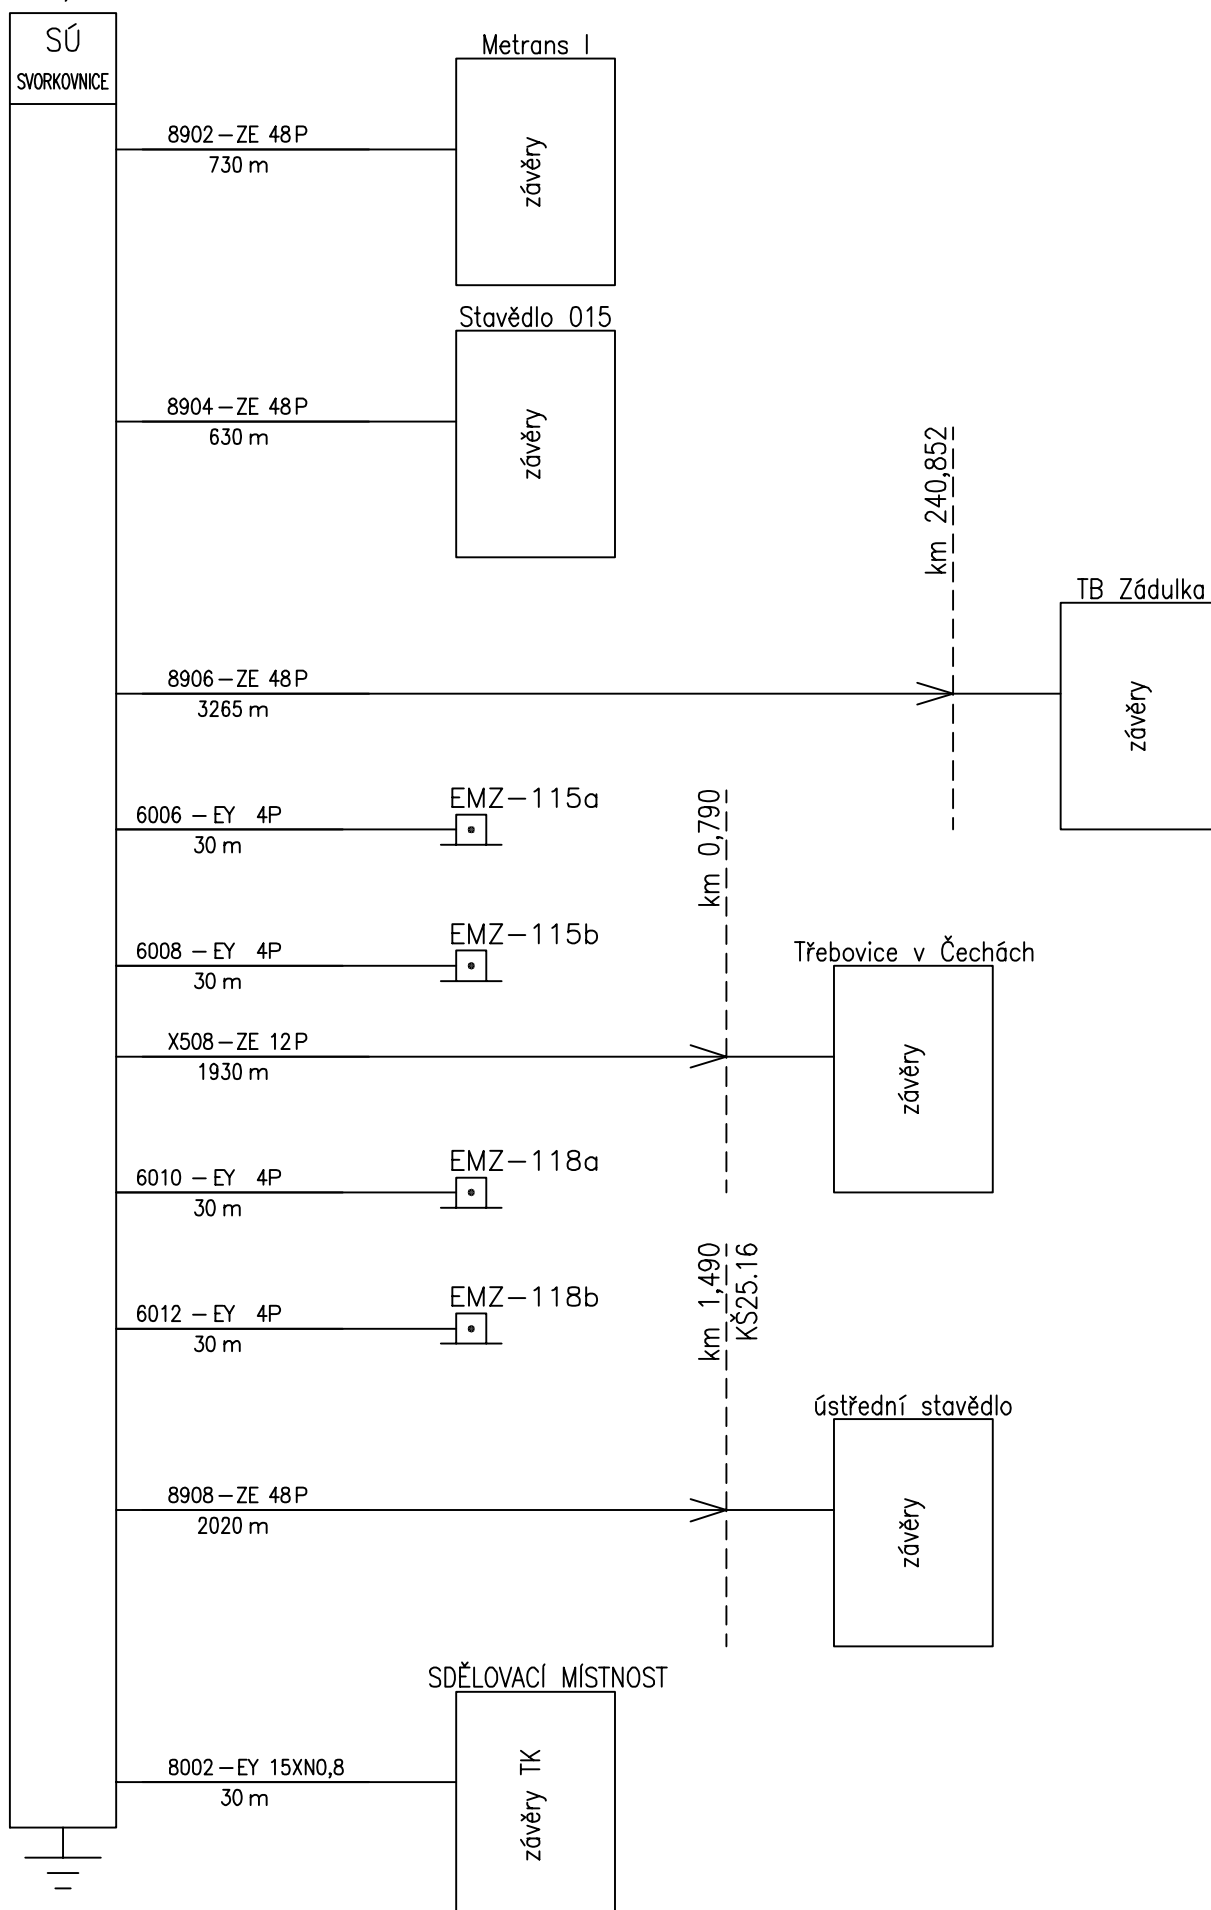 SÚ
SVORKOVNICE
Metrans I
8902-ZE 48P
730 m
závěry
Stavědlo 015
8904-ZE 48P
630 m
závěry
km 240,852
TB Zádulka
8906-ZE 48P
3265 m
závěry
EMZ-115a
6006 -EY 4P
30 m
km 0,790
EMZ-115b
6008 -EY 4P
30 m
Třebovice v Čechách
X508-ZE 12P
1930 m
závěry
EMZ-118a
6010 -EY 4P
30 m
EMZ-118b
6012 -EY 4P
30 m
km 1,490
KŠ25.16
ústřední stavědlo
8908-ZE 48P
2020 m
závěry
SDĚLOVACÍ MÍSTNOST
8002-EY 15XN0,8
30 m
závěry TK